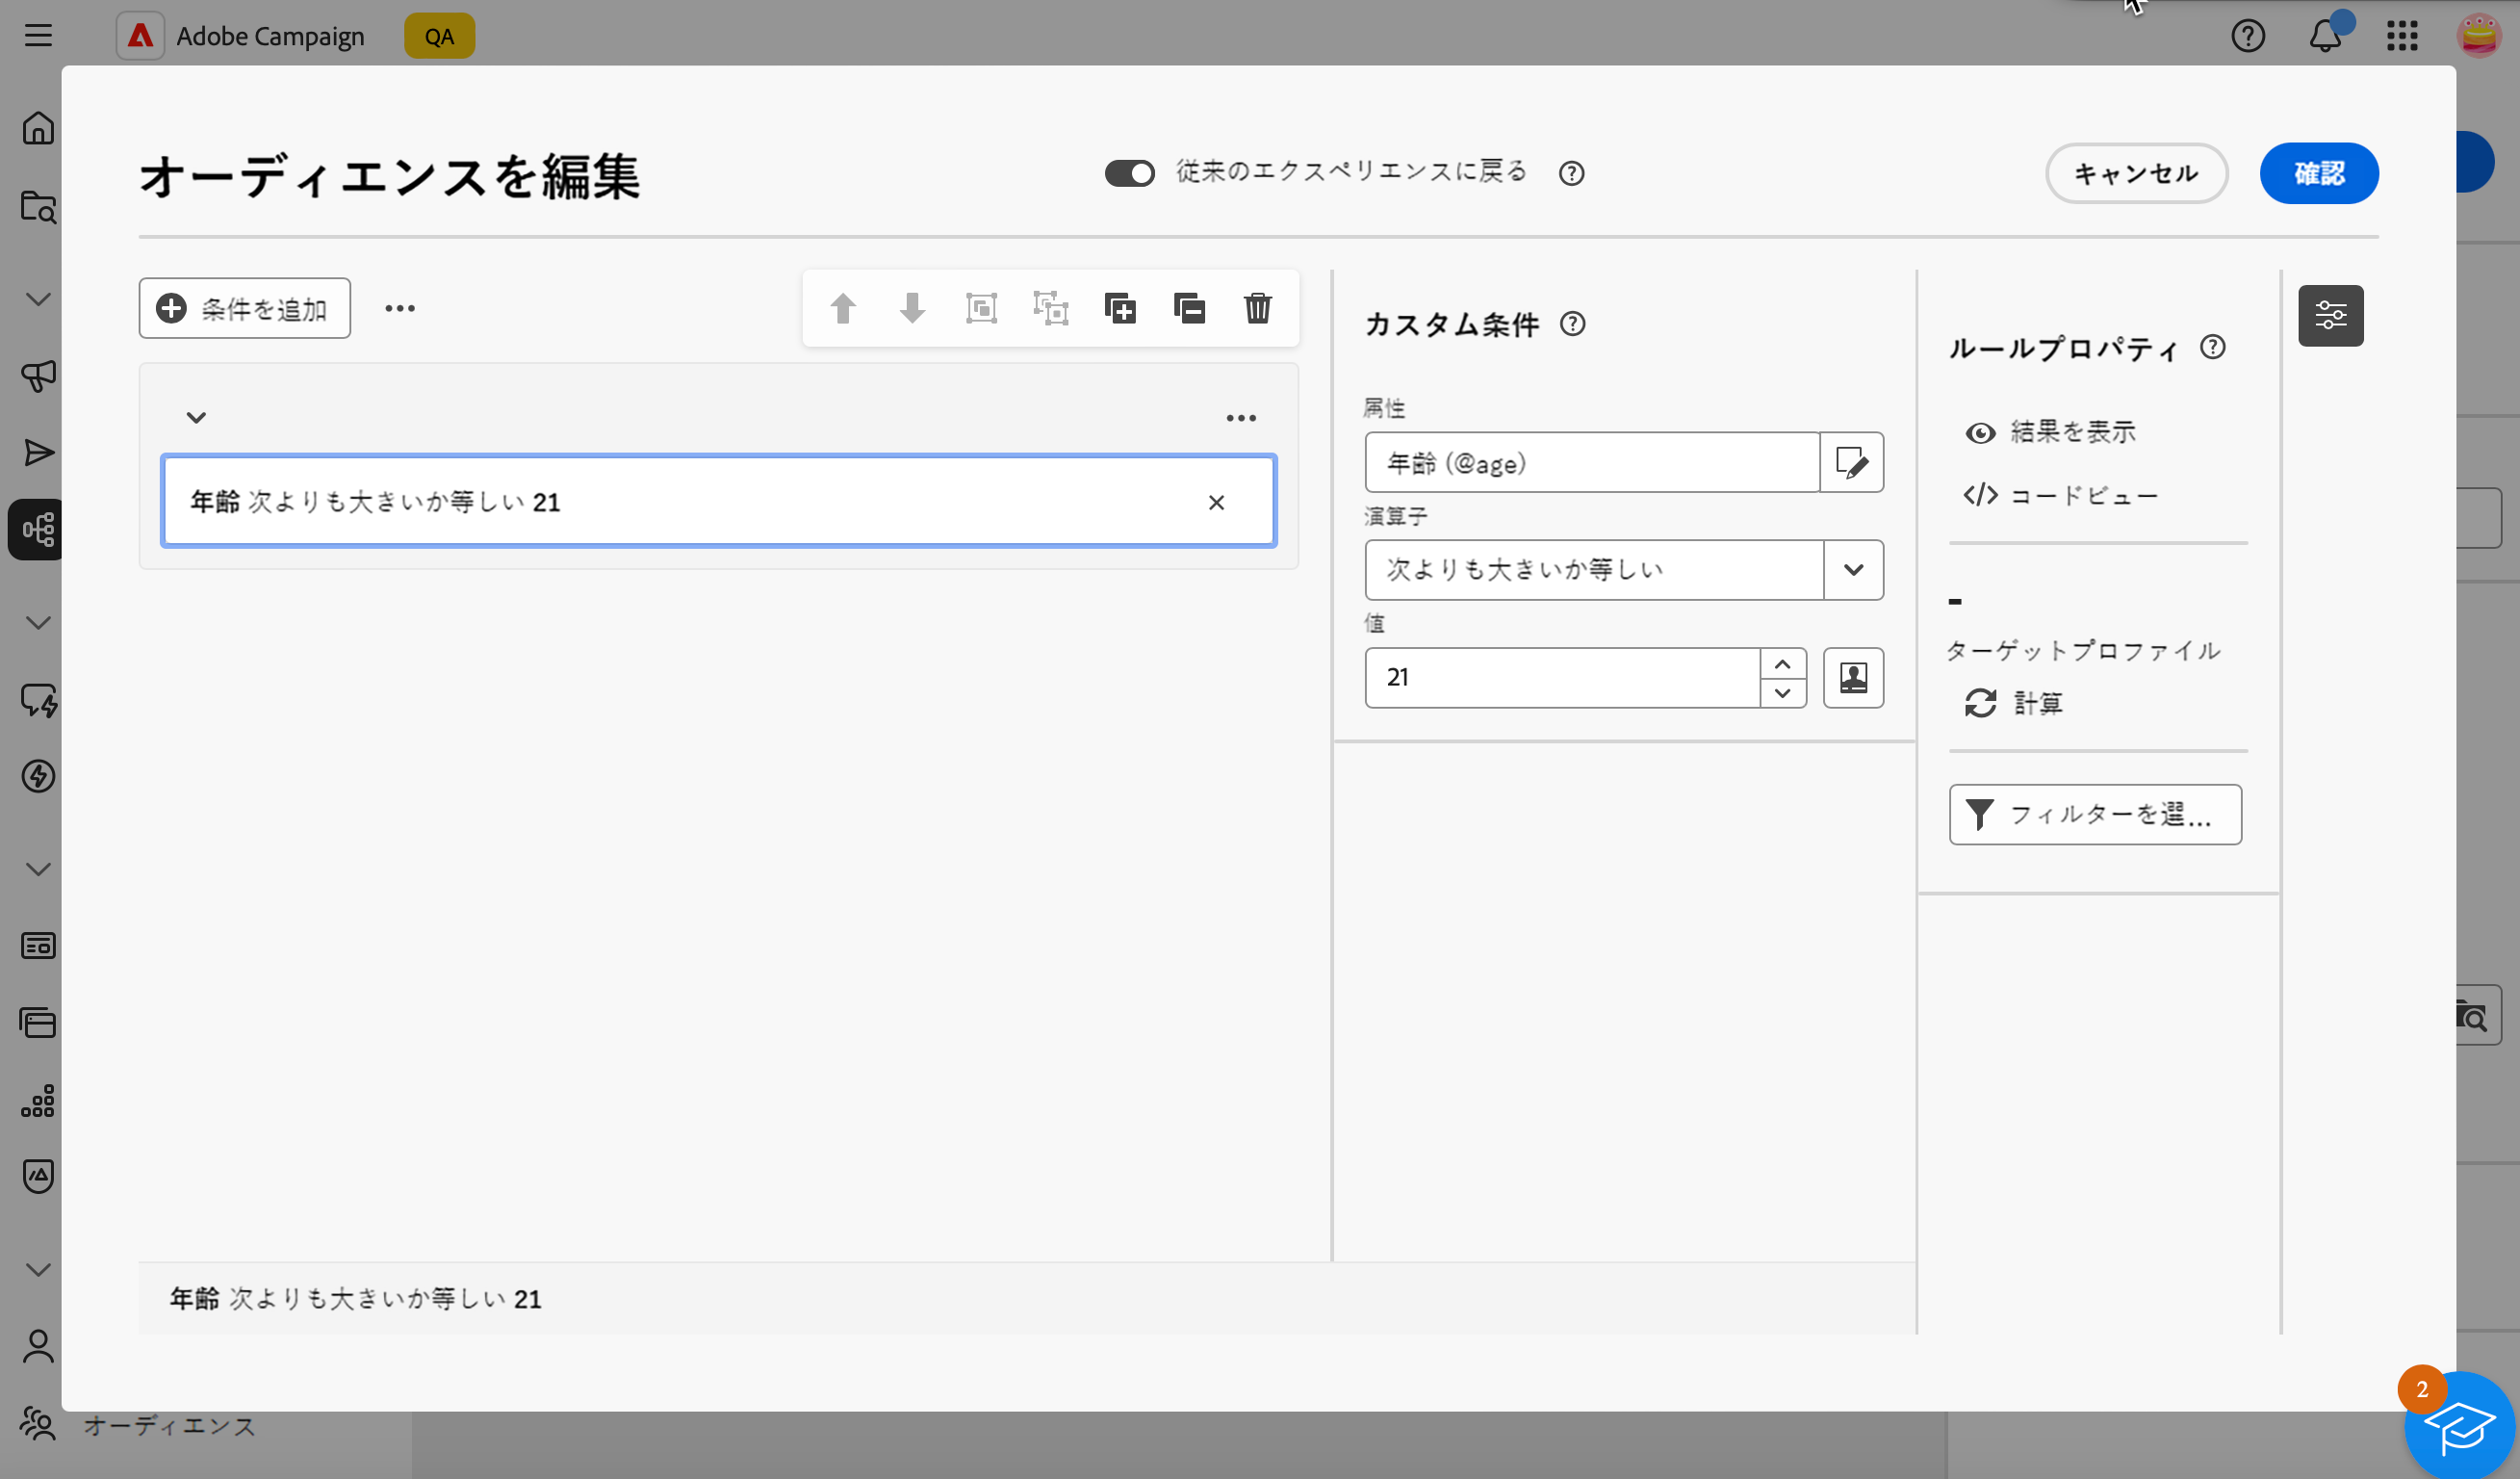 Adobe Campaign
QA
オーディエンスを編集
従来のエクスペリエンスに戻る
キャンセル
確認
条件を追加
年齢 次よりも大きいか等しい 21
カスタム条件
属性
年齢 (@age)
演算子
次よりも大きいか等しい
値
21
ルールプロパティ
結果を表示
コードビュー
-
ターゲットプロファイル
計算
フィルターを選...
年齢 次よりも大きいか等しい 21
オーディエンス
2